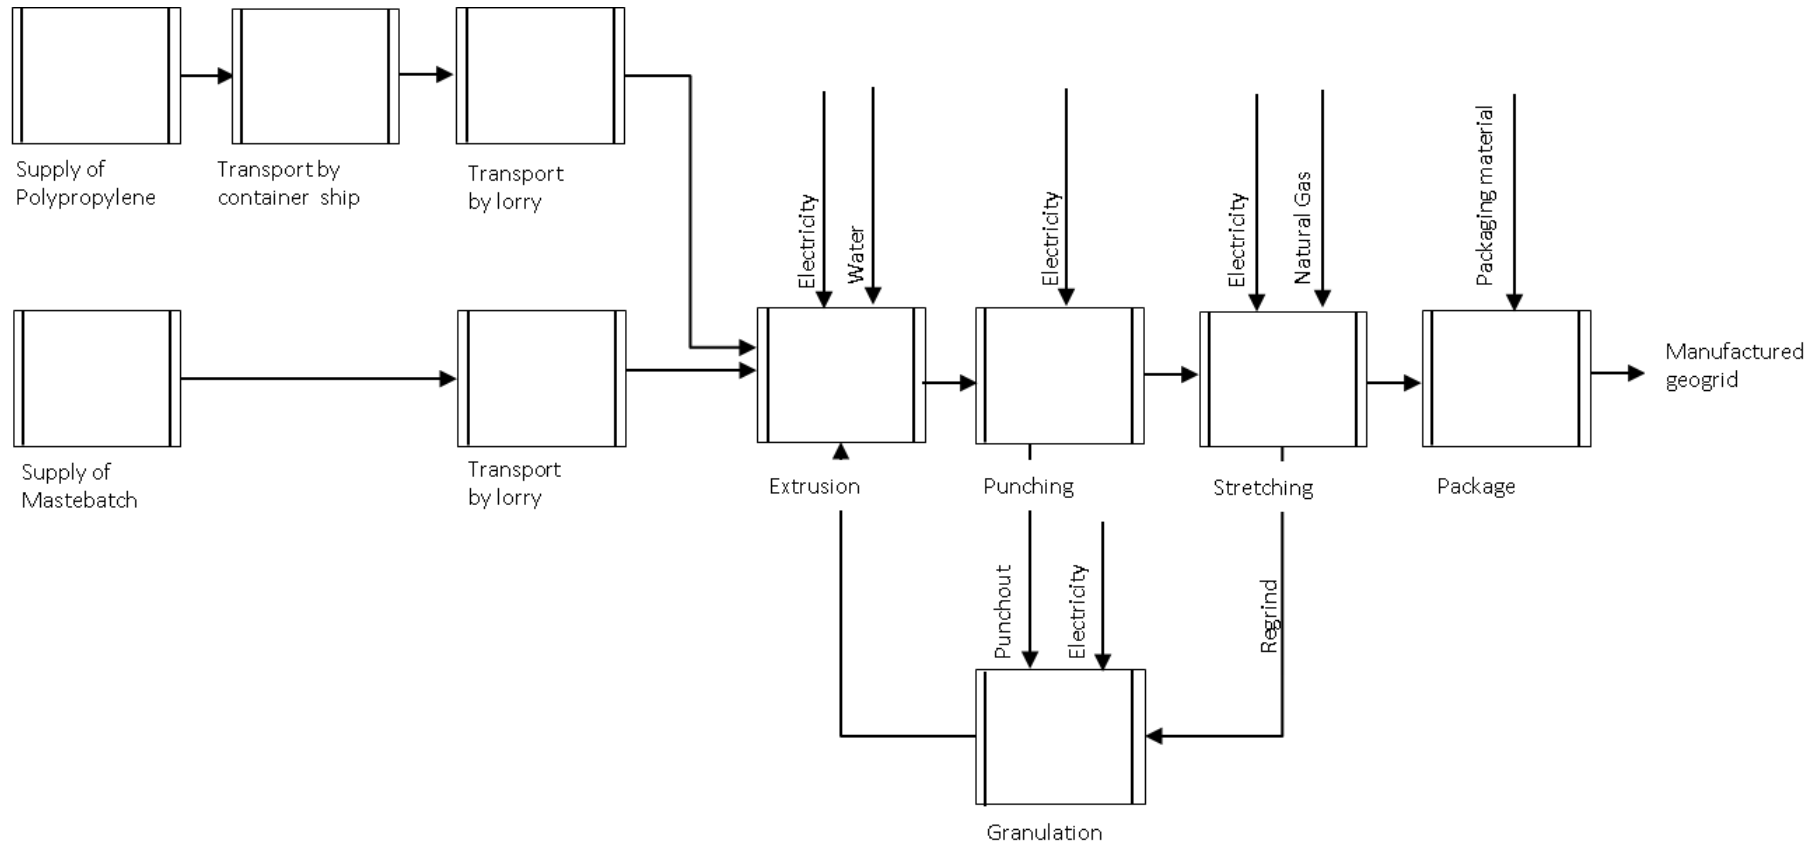 Supply of
Polypropylene
Transport by
container ship
Transport
by lorry
Electricity
Water
Electricity
Electricity
Natural Gas
Packaging material
Manufactured
geogrid
Supply of
Mastebatch
Transport
by lorry
Extrusion
Punching
Stretching
Package
Punchout
Electricity
Regrind
Granulation